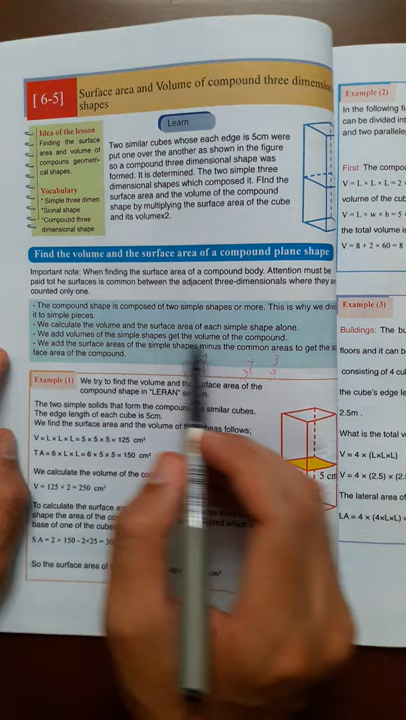 [ 6-5]
Surface area and Volume of compound three dimension
shapes
Learn
Idea of the lesson
Finding the surface
area and volume of
compouns geometri-
cal shapes.
Vocabulary
* Simple three dimen
*Sional shape
*Compoud three
dimensional shape
Two similar cubes whose each edge is 5cm were
put one over the another as shown in the figure
so a compound three dimensional shape was
formed. It is determined. The two simple three
dimensional shapes which composed it. FInd the
surface area and the volume of the compound
shape by multiplying the surface area of the cube
and its volumex2.
Find the volume and the surface area of a compound plane shape
Important note: When finding the surface area of a compound body. Attention must be
paid tot he surfaces is common between the adjacent three-dimensionals where they a
counted only one.
- The compound shape is composed of two simple shapes or more. This is why we divi
it to simple pieces.
- We calculate the volume and the surface area of each simple shape alone.
- We add volumes of the simple shapes get the volume of the compound.
- We add the surface areas of the simple shapes minus the common areas to get the s
face area of the compound.
Example (1)
We try to find the volume and the surface area of the
compound shape in "LERAN"
The two simple solids that form the compound similar cubes.
The edge length of each cube is 5cm.
We find the surface area and the volume of as follows;
V = L × L × L = 5 × 5 × 5 = 125 cm³
T A = 6 × L × L = 6 × 5 × 5 = 150 cm²
We calculate the volume of the co
V = 125 × 2 = 250 cm³
To calculate the surface ar
shape the area of the co
base of one of the cube
S A = 2 × 150 - 2×25 = 30
So the surface area of
5 cm
Example (2)
In the following fi
can be divided int
and two parallele
First: The compou
V = L × L × L = 2 ×
volume of the cub
V = L × w × h = 5
the total volume is
V = 8 + 2 × 60 = 8
Example (3)
Buildings: The bu
floors and it can b
consisting of 4 cul
the cube's edge le
2.5m .
What is the total v
V = 4 × (L×L×L)
V = 4 × (2.5) × (2.
The lateral area of
LA = 4 × (4×L×L) =